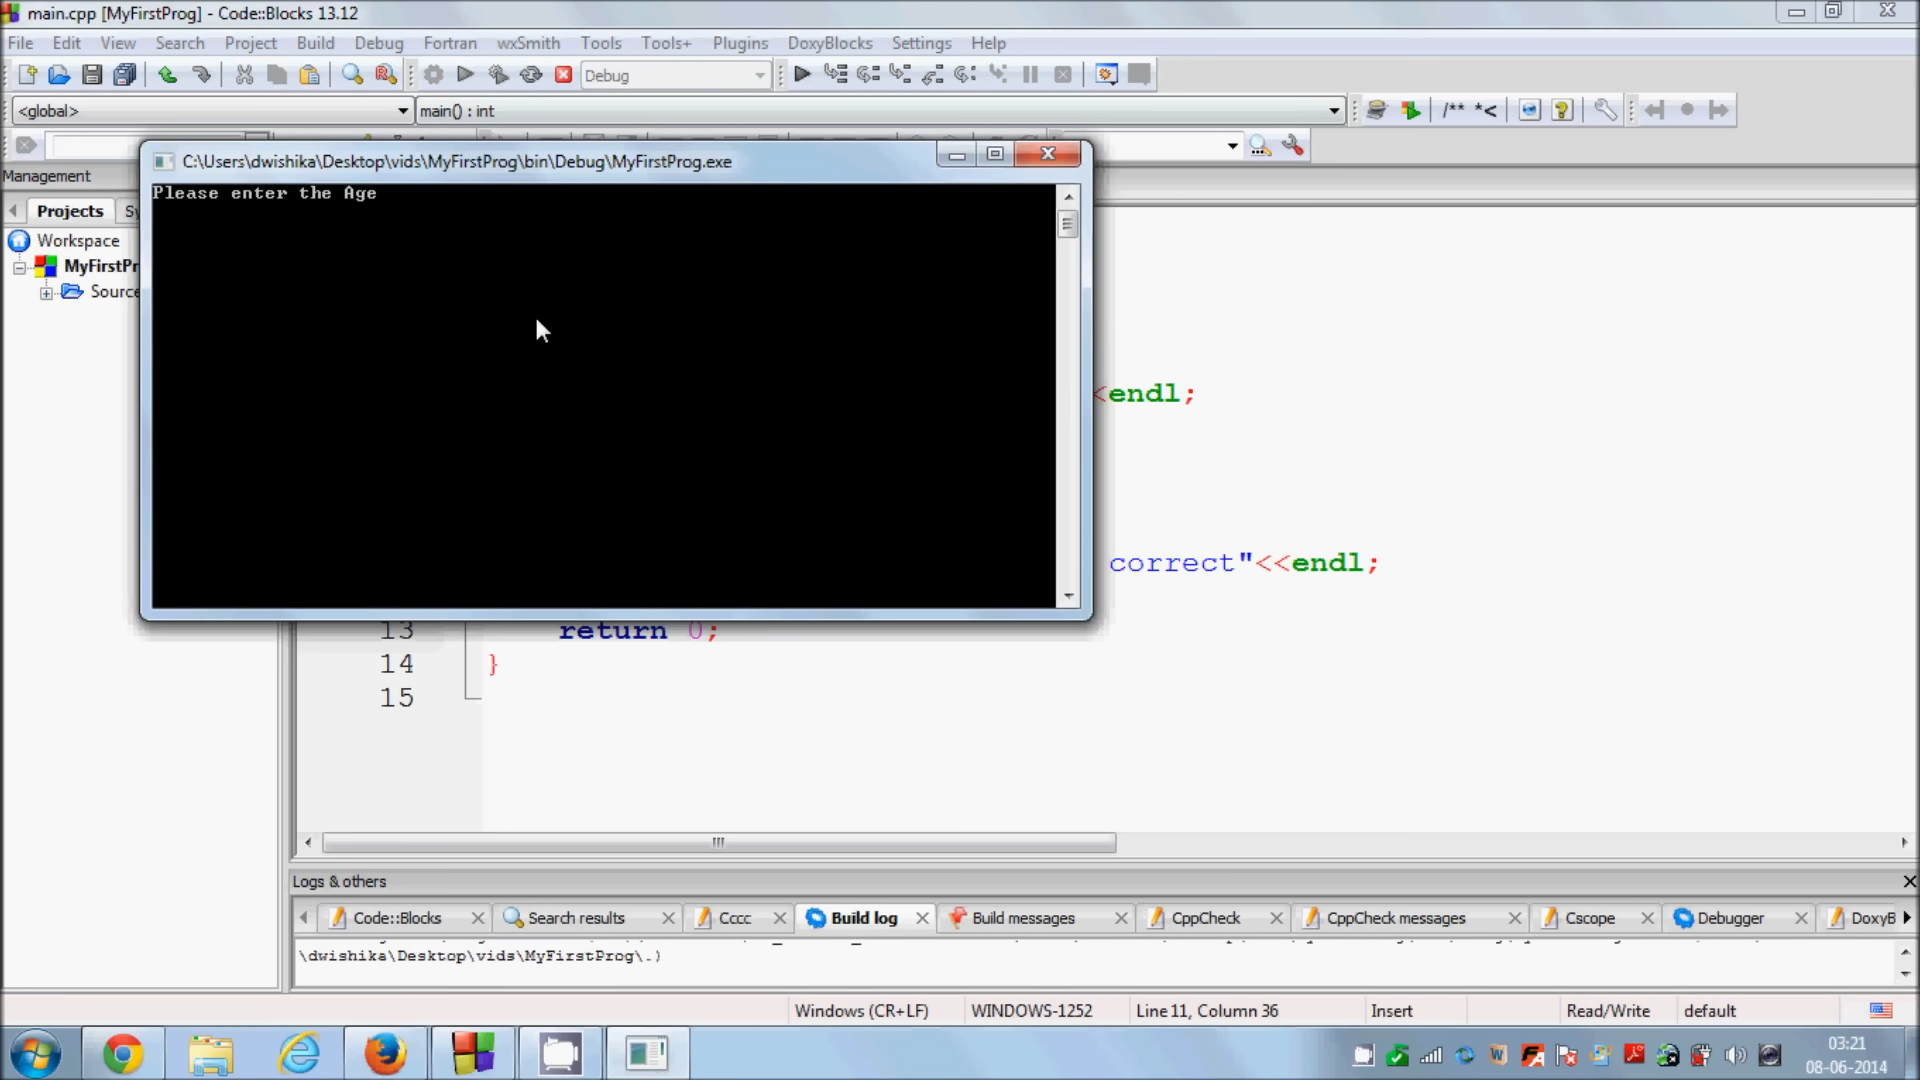 main.cpp [MyFirstProg] - Code::Blocks 13.12
File Edit View Search Project Build Debug Fortran wxSmith Tools Tools+ Plugins DoxyBlocks Settings Help
Debug
<global> main() : int /** *<
C:\Users\dwishika\Desktop\vids\MyFirstProg\bin\Debug\MyFirstProg.exe
Management
Please enter the Age
Projects Sy
Workspace
MyFirstPr
Source
<endl;
correct"<<endl;
13 return 0;
14 }
15
Logs & others
Code::Blocks Search results Cccc Build log Build messages CppCheck CppCheck messages Cscope Debugger DoxyB
\dwishika\Desktop\vids\MyFirstProg\.)
Windows (CR+LF) WINDOWS-1252 Line 11, Column 36 Insert Read/Write default
03:21
08-06-2014